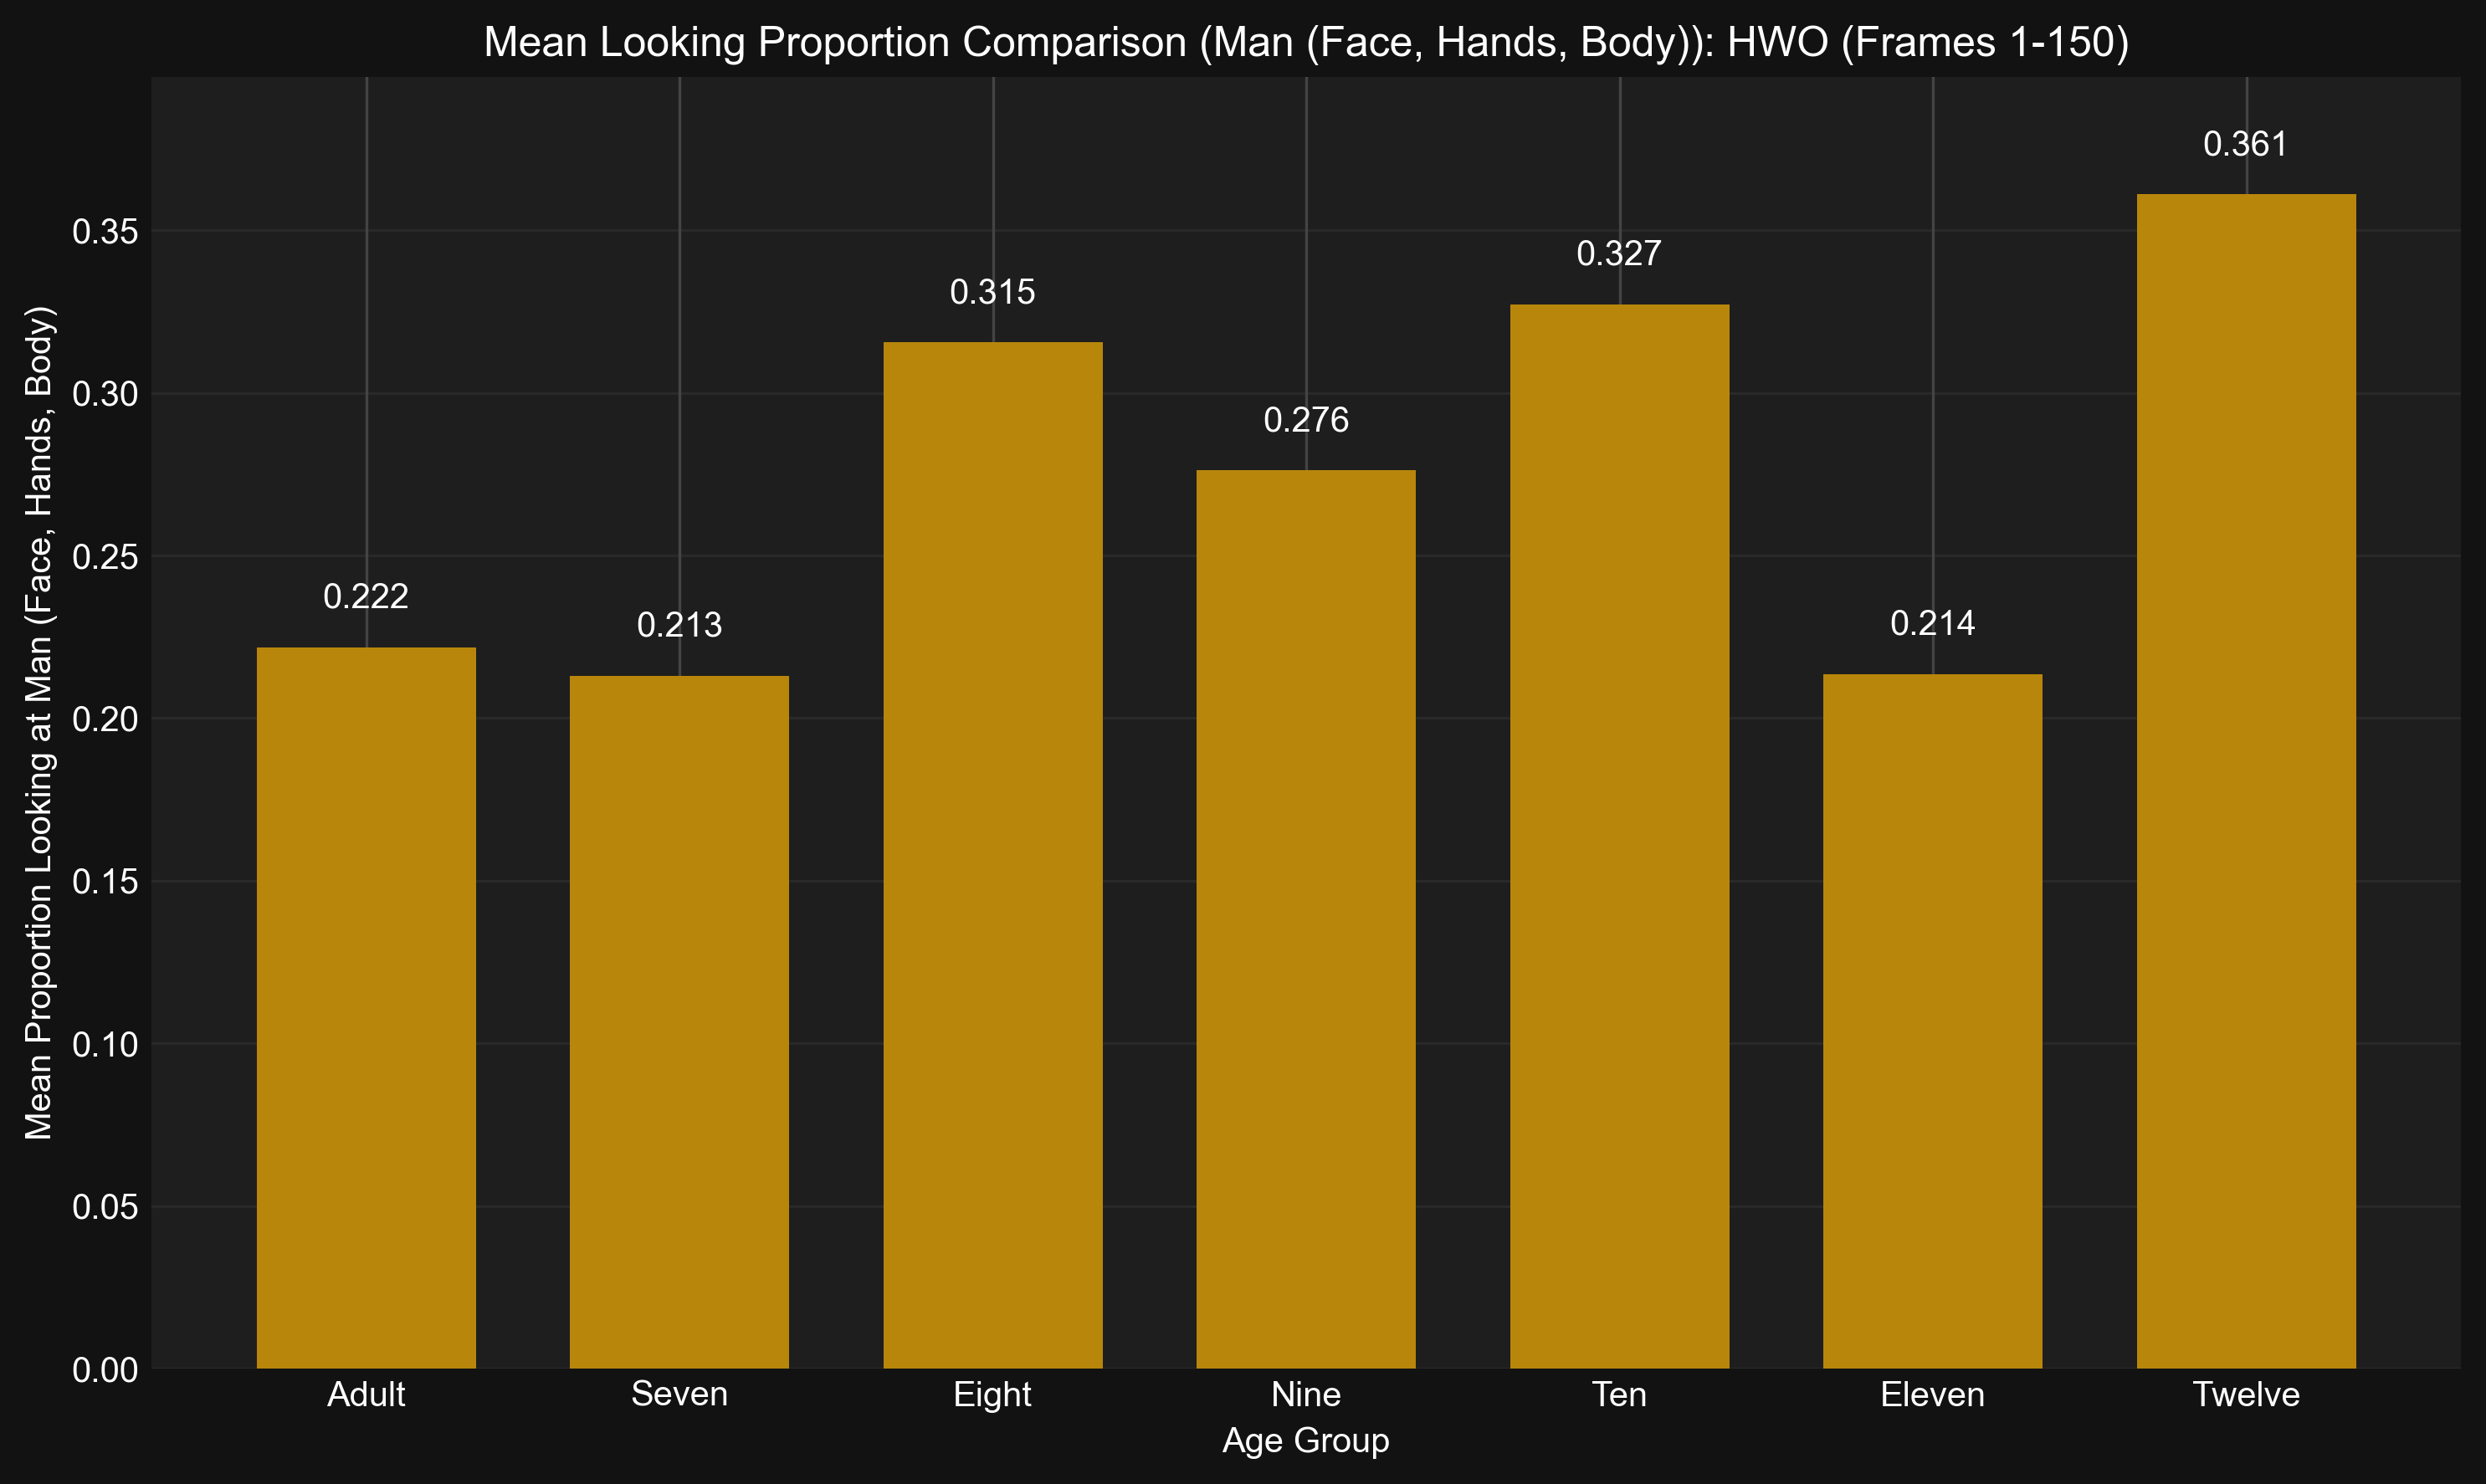 Mean Looking Proportion Comparison (Man (Face, Hands, Body)): HWO (Frames 1-150)
Mean Proportion Looking at Man (Face, Hands, Body)
0.35
0.30
0.25
0.20
0.15
0.10
0.05
0.00
0.222
0.213
0.315
0.276
0.327
0.214
0.361
Adult
Seven
Eight
Nine
Ten
Eleven
Twelve
Age Group